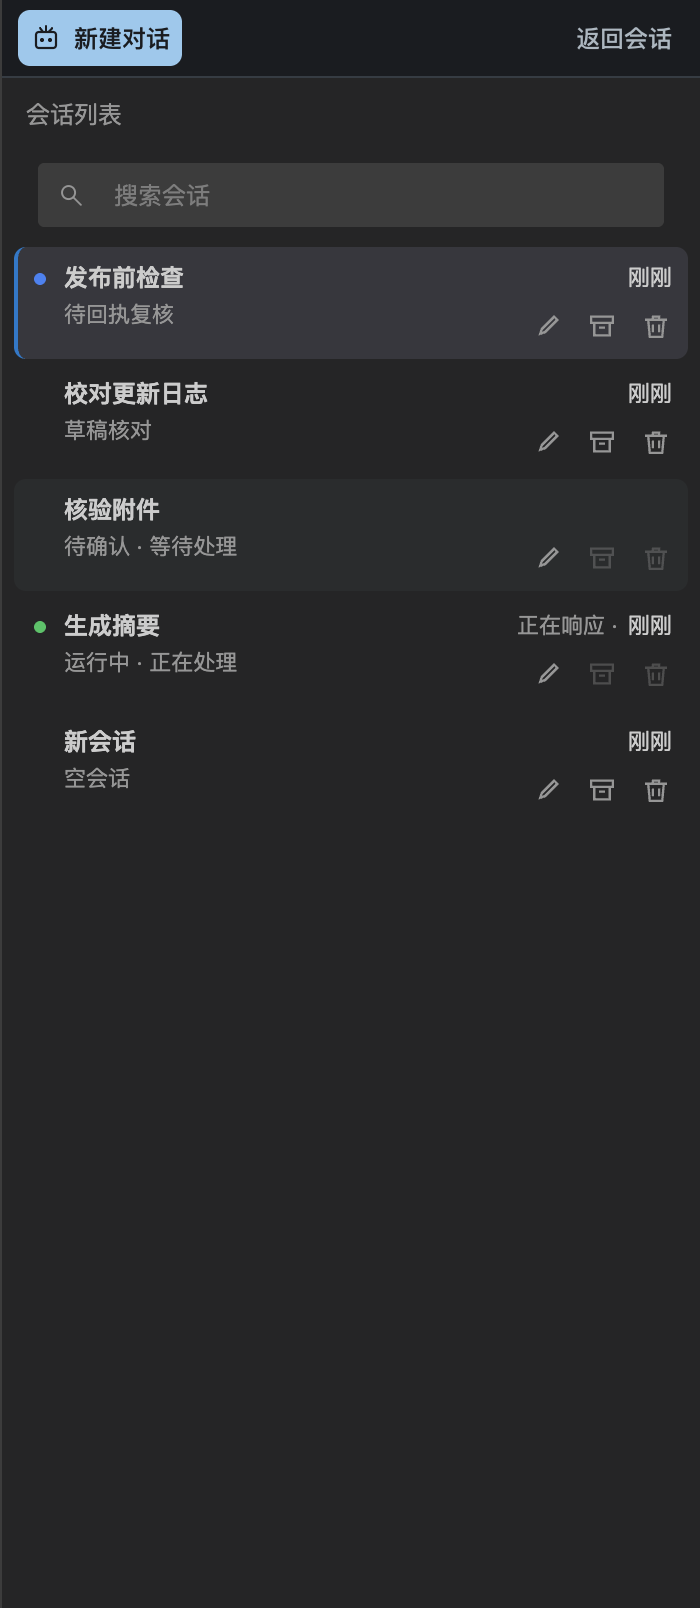 新建对话
返回会话
会话列表
搜索会话
发布前检查
刚刚
待回执复核
校对更新日志
刚刚
草稿核对
核验附件
待确认 · 等待处理
生成摘要
正在响应 · 刚刚
运行中 · 正在处理
新会话
刚刚
空会话